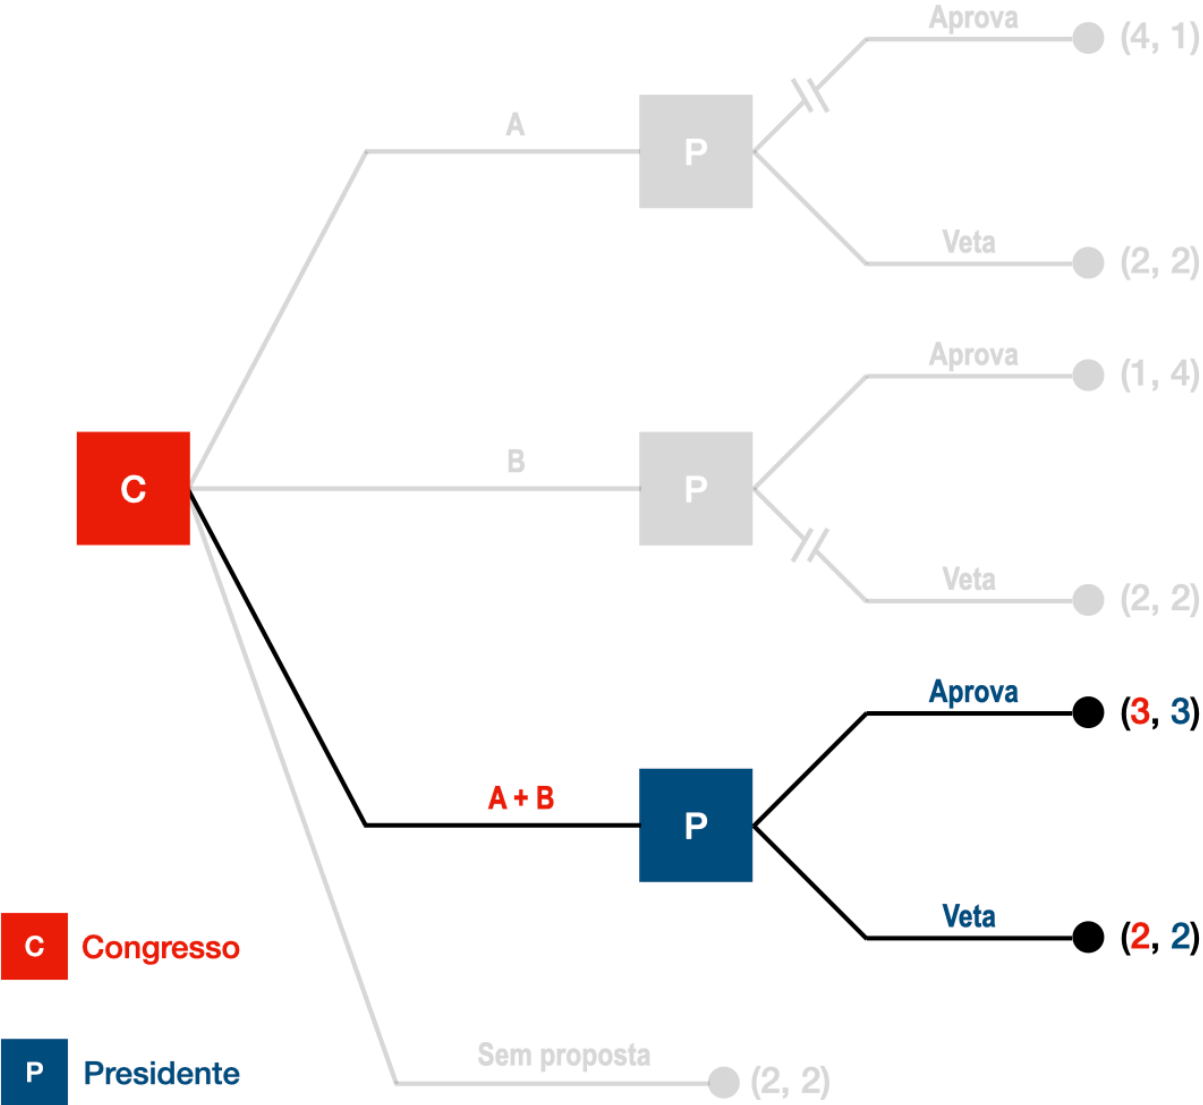 Aprova (4, 1)
A
P
Veta (2, 2)
Aprova (1, 4)
B
C P
Veta (2, 2)
Aprova (3, 3)
A + B
P
Veta (2, 2)
C Congresso
Sem proposta (2, 2)
P Presidente